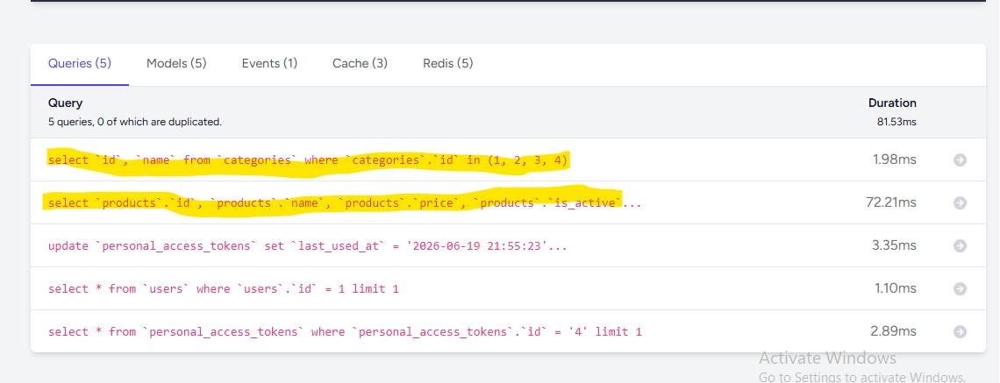 Queries (5) Models (5) Events (1) Cache (3) Redis (5)
Query Duration
5 queries, 0 of which are duplicated. 81.53ms
select `id`, `name` from `categories` where `categories`.`id` in (1, 2, 3, 4) 1.98ms
select `products`.`id`, `products`.`name`, `products`.`price`, `products`.`is_active`... 72.21ms
update `personal_access_tokens` set `last_used_at` = '2026-06-19 21:55:23'... 3.35ms
select * from `users` where `users`.`id` = 1 limit 1 1.10ms
select * from `personal_access_tokens` where `personal_access_tokens`.`id` = '4' limit 1 2.89ms
Activate Windows
Go to Settings to activate Windows.